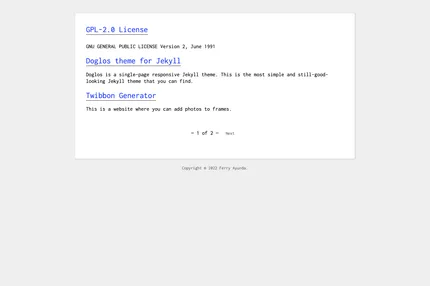 GPL-2.0 License
GNU GENERAL PUBLIC LICENSE Version 2, June 1991
Doglos theme for Jekyll
Doglos is a single-page responsive Jekyll theme. This is the most simple and still-good-
looking Jekyll theme that you can find.
Twibbon Generator
This is a website where you can add photos to frames.
— 1 of 2 — Next
Copyright © 2022 Ferry